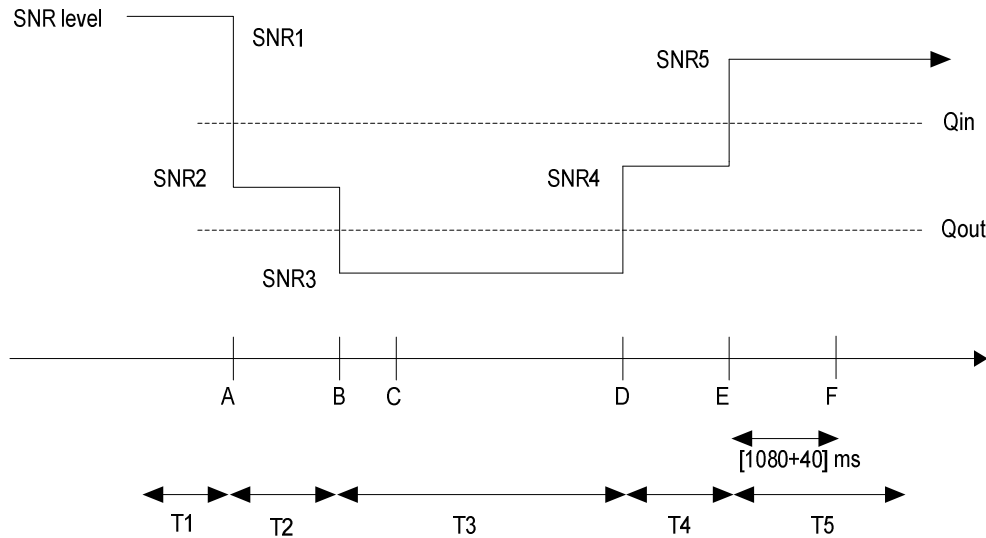 SNR level
SNR1
SNR5
Qin
SNR2
SNR4
Qout
SNR3
A
B
C
D
E
F
[1080+40] ms
T1
T2
T3
T4
T5